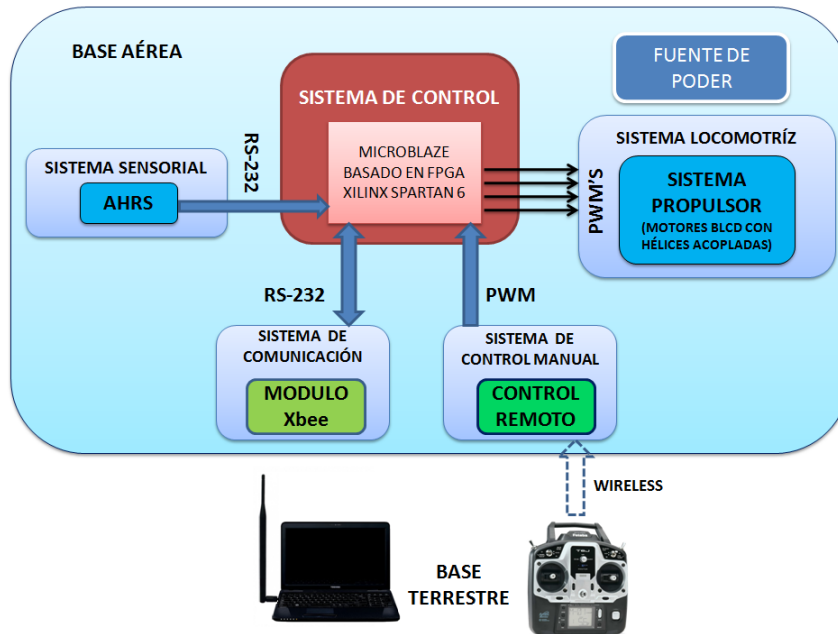 BASE AÉREA
FUENTE DE
PODER
SISTEMA DE CONTROL
MICROBLAZE
BASADO EN FPGA
XILINX SPARTAN 6
RS-232
SISTEMA SENSORIAL
AHRS
PWM'S
SISTEMA LOCOMOTRÍZ
SISTEMA
PROPULSOR
(MOTORES BLCD CON
HÉLICES ACOPLADAS)
RS-232
PWM
SISTEMA DE
COMUNICACIÓN
MODULO
Xbee
SISTEMA DE
CONTROL MANUAL
CONTROL
REMOTO
WIRELESS
BASE
TERRESTRE